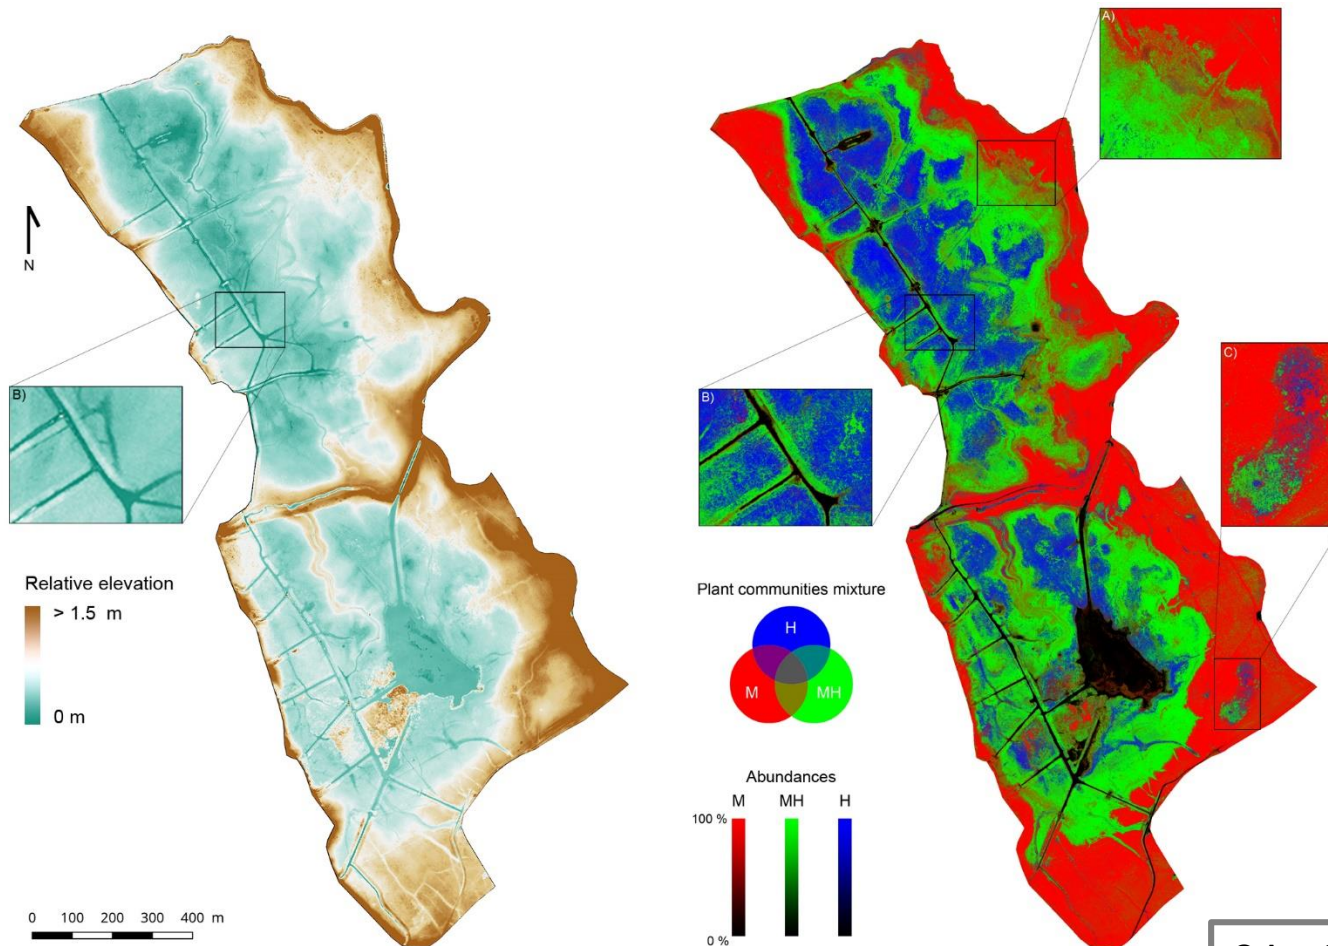 A)
N
B)
B)
C)
Relative elevation
> 1.5 m
0 m
Plant communities mixture
H
M
MH
Abundances
M MH H
100 %
0 %
0 100 200 300 400 m